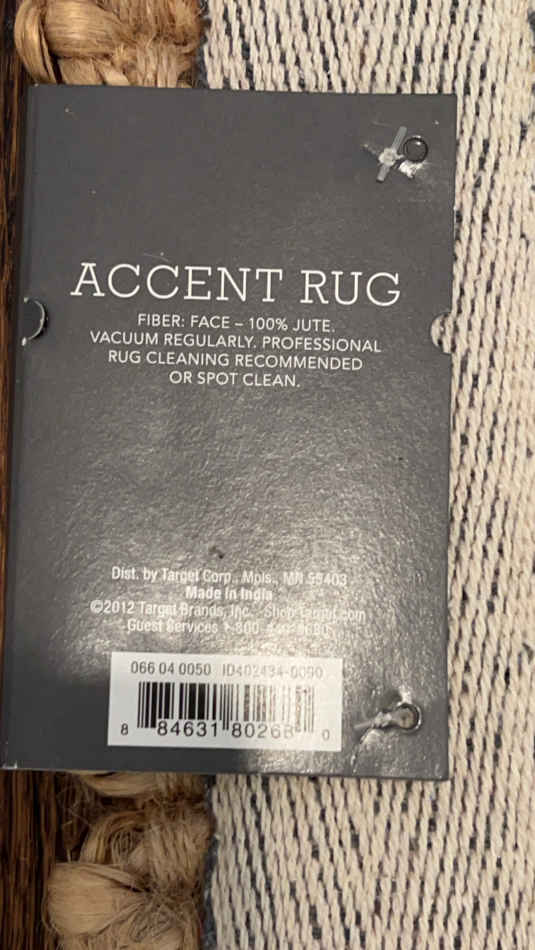 ACCENT RUG
FIBER: FACE – 100% JUTE.
VACUUM REGULARLY. PROFESSIONAL
RUG CLEANING RECOMMENDED
OR SPOT CLEAN.
Dist. by Target Corp., Mpls., MN 55403
Made in India
©2012 Target Brands, Inc. Shop Target.com
Guest Services 1-800-
066 04 0050 ID402434-0090
8 84631 80268 0